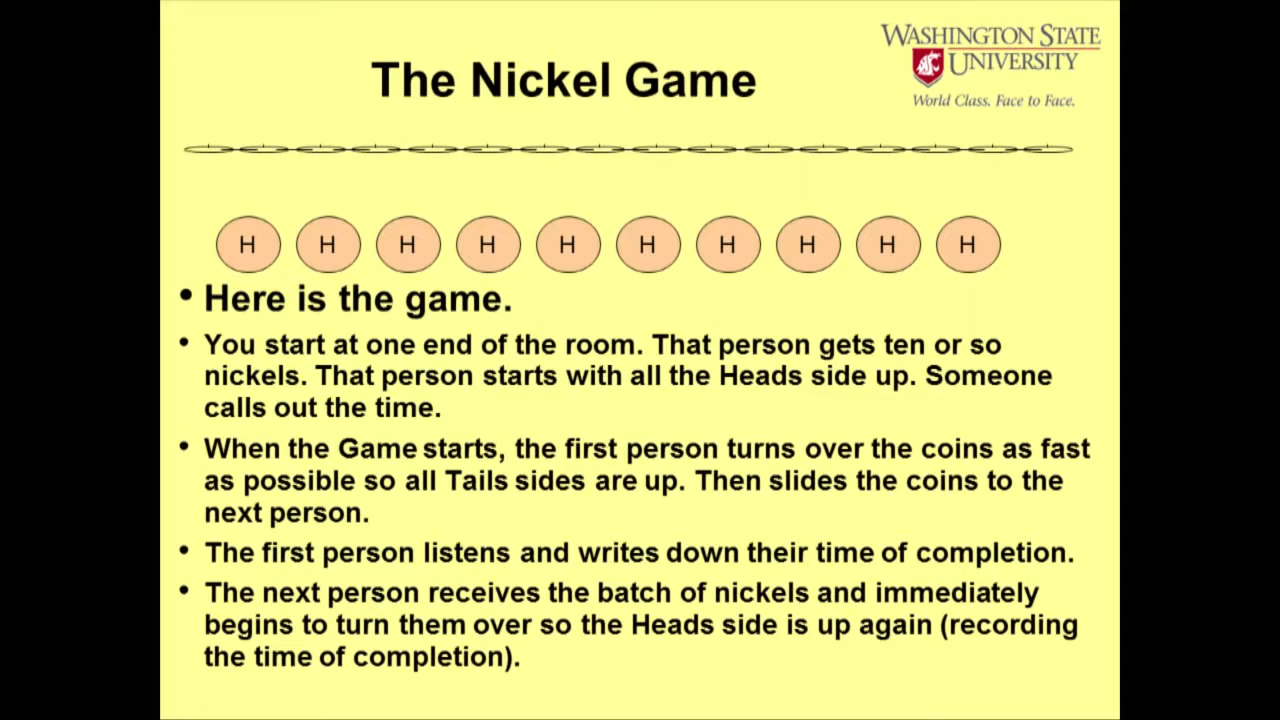 WASHINGTON STATE
UNIVERSITY
World Class. Face to Face.
The Nickel Game
H H H H H H H H H H
• Here is the game.
• You start at one end of the room. That person gets ten or so
nickels. That person starts with all the Heads side up. Someone
calls out the time.
• When the Game starts, the first person turns over the coins as fast
as possible so all Tails sides are up. Then slides the coins to the
next person.
• The first person listens and writes down their time of completion.
• The next person receives the batch of nickels and immediately
begins to turn them over so the Heads side is up again (recording
the time of completion).